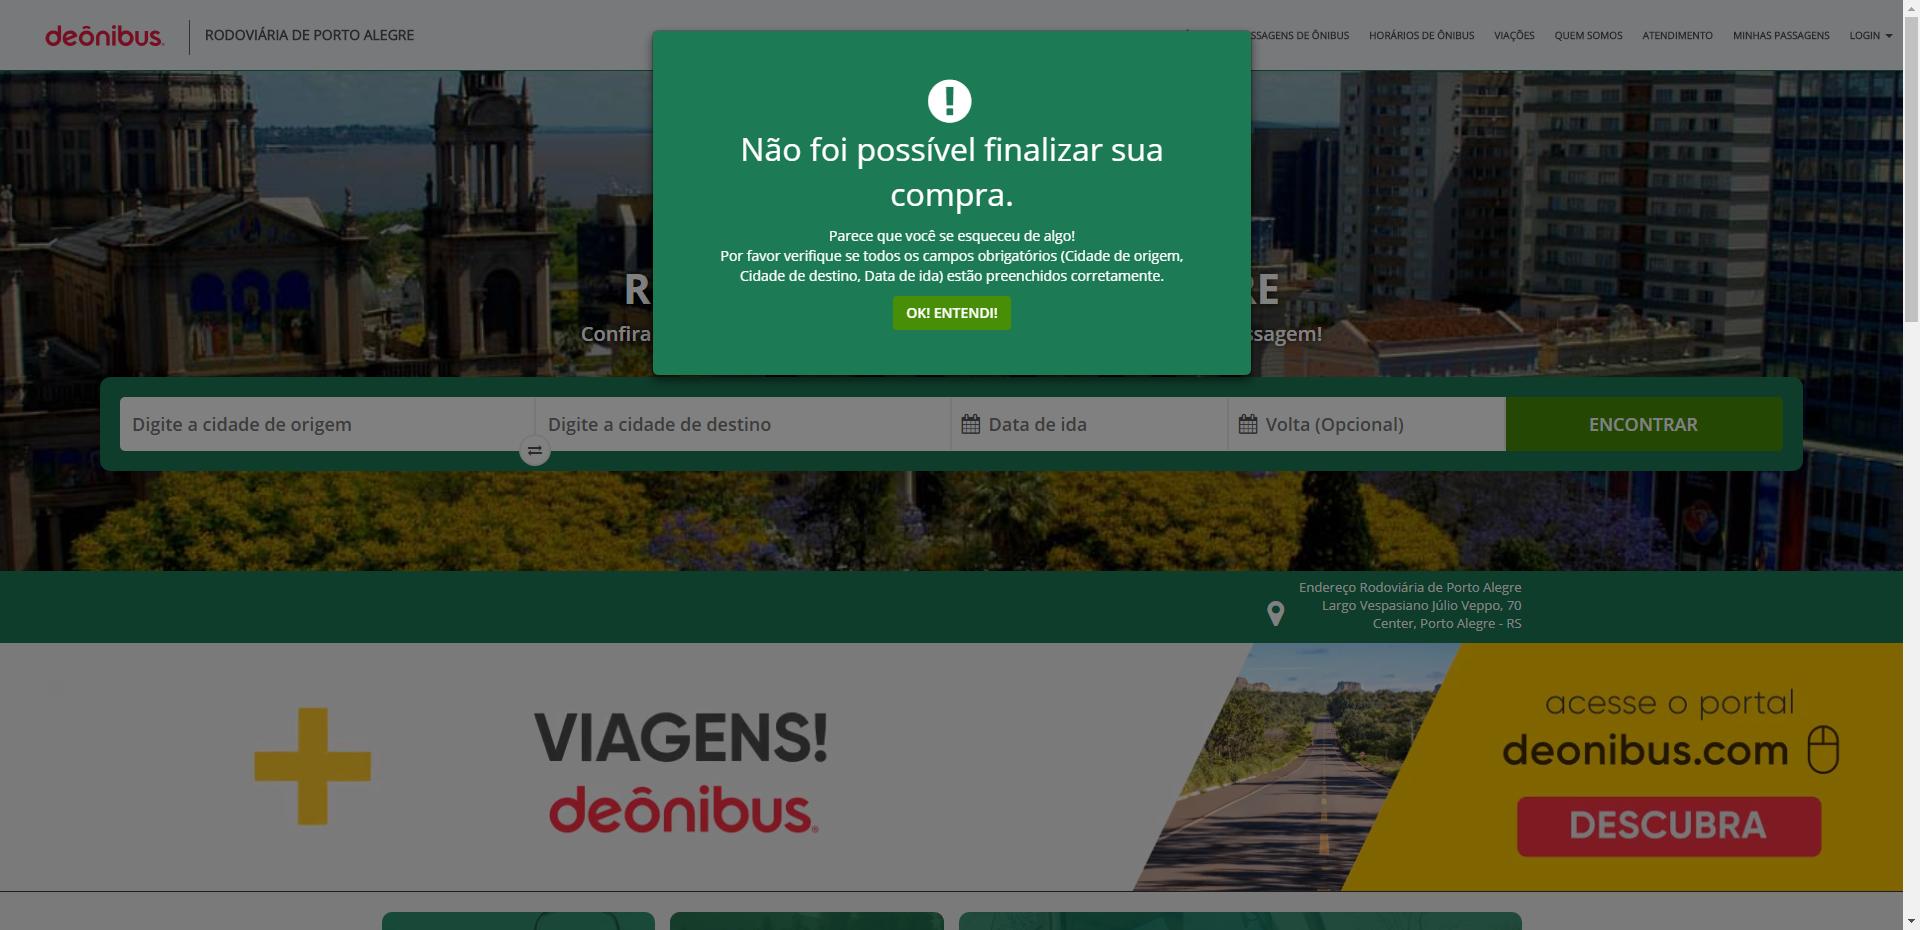 deônibus.
RODOVIÁRIA DE PORTO ALEGRE
SSAGENS DE ÔNIBUS
HORÁRIOS DE ÔNIBUS
VIAÇÕES
QUEM SOMOS
ATENDIMENTO
MINHAS PASSAGENS
LOGIN
Não foi possível finalizar sua
compra.
Parece que você se esqueceu de algo!
Por favor verifique se todos os campos obrigatórios (Cidade de origem,
Cidade de destino, Data de ida) estão preenchidos corretamente.
OK! ENTENDI!
R
RE
Confira
ssagem!
Digite a cidade de origem
Digite a cidade de destino
Data de ida
Volta (Opcional)
ENCONTRAR
Endereço Rodoviária de Porto Alegre
Largo Vespasiano Júlio Veppo, 70
Center, Porto Alegre - RS
VIAGENS!
deônibus.
acesse o portal
deonibus.com
DESCUBRA